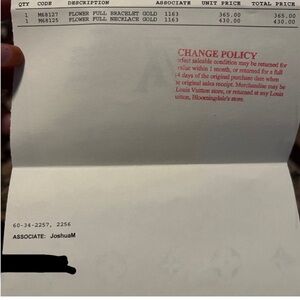 QTY CODE DESCRIPTION ASSOCIATE UNIT PRICE TOTAL PRICE
1 M68127 FLOWER FULL BRACELET GOLD 1163 365.00 365.00
1 M68125 FLOWER FULL NECKLACE GOLD 1163 430.00 430.00
CHANGE POLICY
rfect saleable condition may be returned for
value within 1 month, or returned for a full
14 days of the original purchase date when
original sales receipt. Merchandise may be
Louis Vuitton store, or returned at any Louis
uitton, Bloomingdale's store.
60-34-2257, 2256
ASSOCIATE: JoshuaM